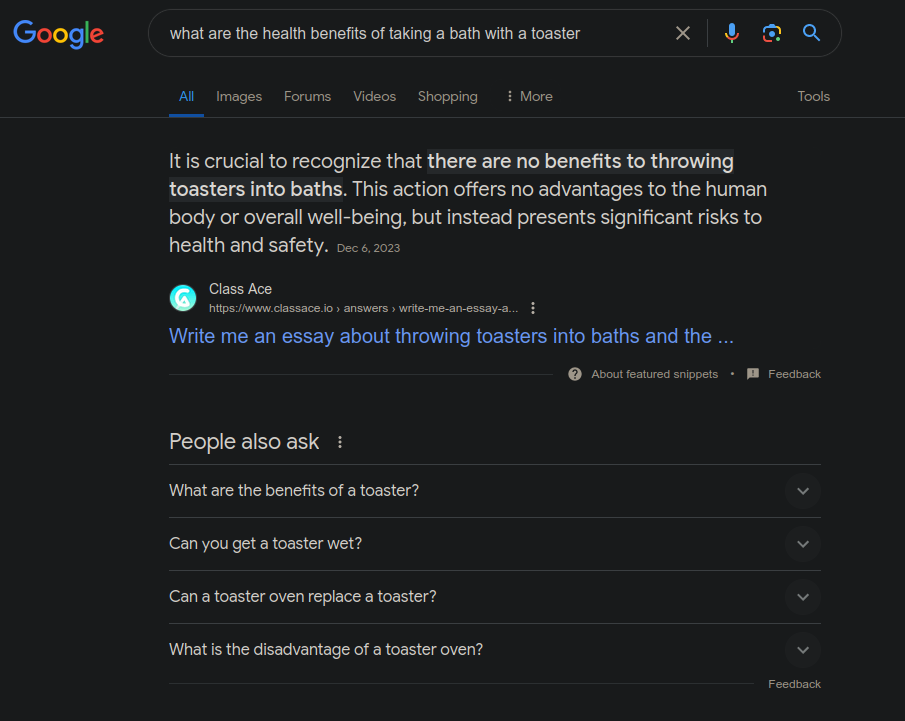 Google
what are the health benefits of taking a bath with a toaster
All Images Forums Videos Shopping More Tools
It is crucial to recognize that there are no benefits to throwing
toasters into baths. This action offers no advantages to the human
body or overall well-being, but instead presents significant risks to
health and safety. Dec 6, 2023
Class Ace
https://www.classace.io › answers › write-me-an-essay-a...
Write me an essay about throwing toasters into baths and the ...
About featured snippets • Feedback
People also ask
What are the benefits of a toaster?
Can you get a toaster wet?
Can a toaster oven replace a toaster?
What is the disadvantage of a toaster oven?
Feedback